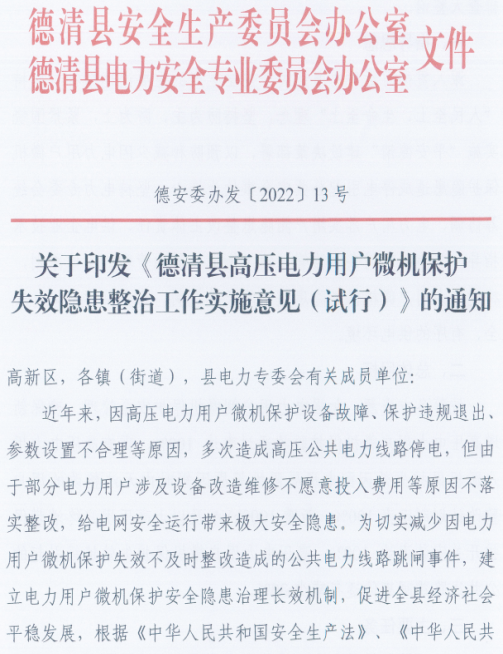 德清县安全生产委员会办公室
德清县电力安全专业委员会办公室
文件
德安委办发〔2022〕13号
关于印发《德清县高压电力用户微机保护
失效隐患整治工作实施意见（试行）》的通知
高新区，各镇（街道），县电力专委会有关成员单位：
近年来，因高压电力用户微机保护设备故障、保护违规退出、
参数设置不合理等原因，多次造成高压公共电力线路停电，但由
于部分电力用户涉及设备改造维修不愿意投入费用等原因不落
实整改，给电网安全运行带来极大安全隐患。为切实减少因电力
用户微机保护失效不及时整改造成的公共电力线路跳闸事件，建
立电力用户微机保护安全隐患治理长效机制，促进全县经济社会
平稳发展，根据《中华人民共和国安全生产法》、《中华人民共